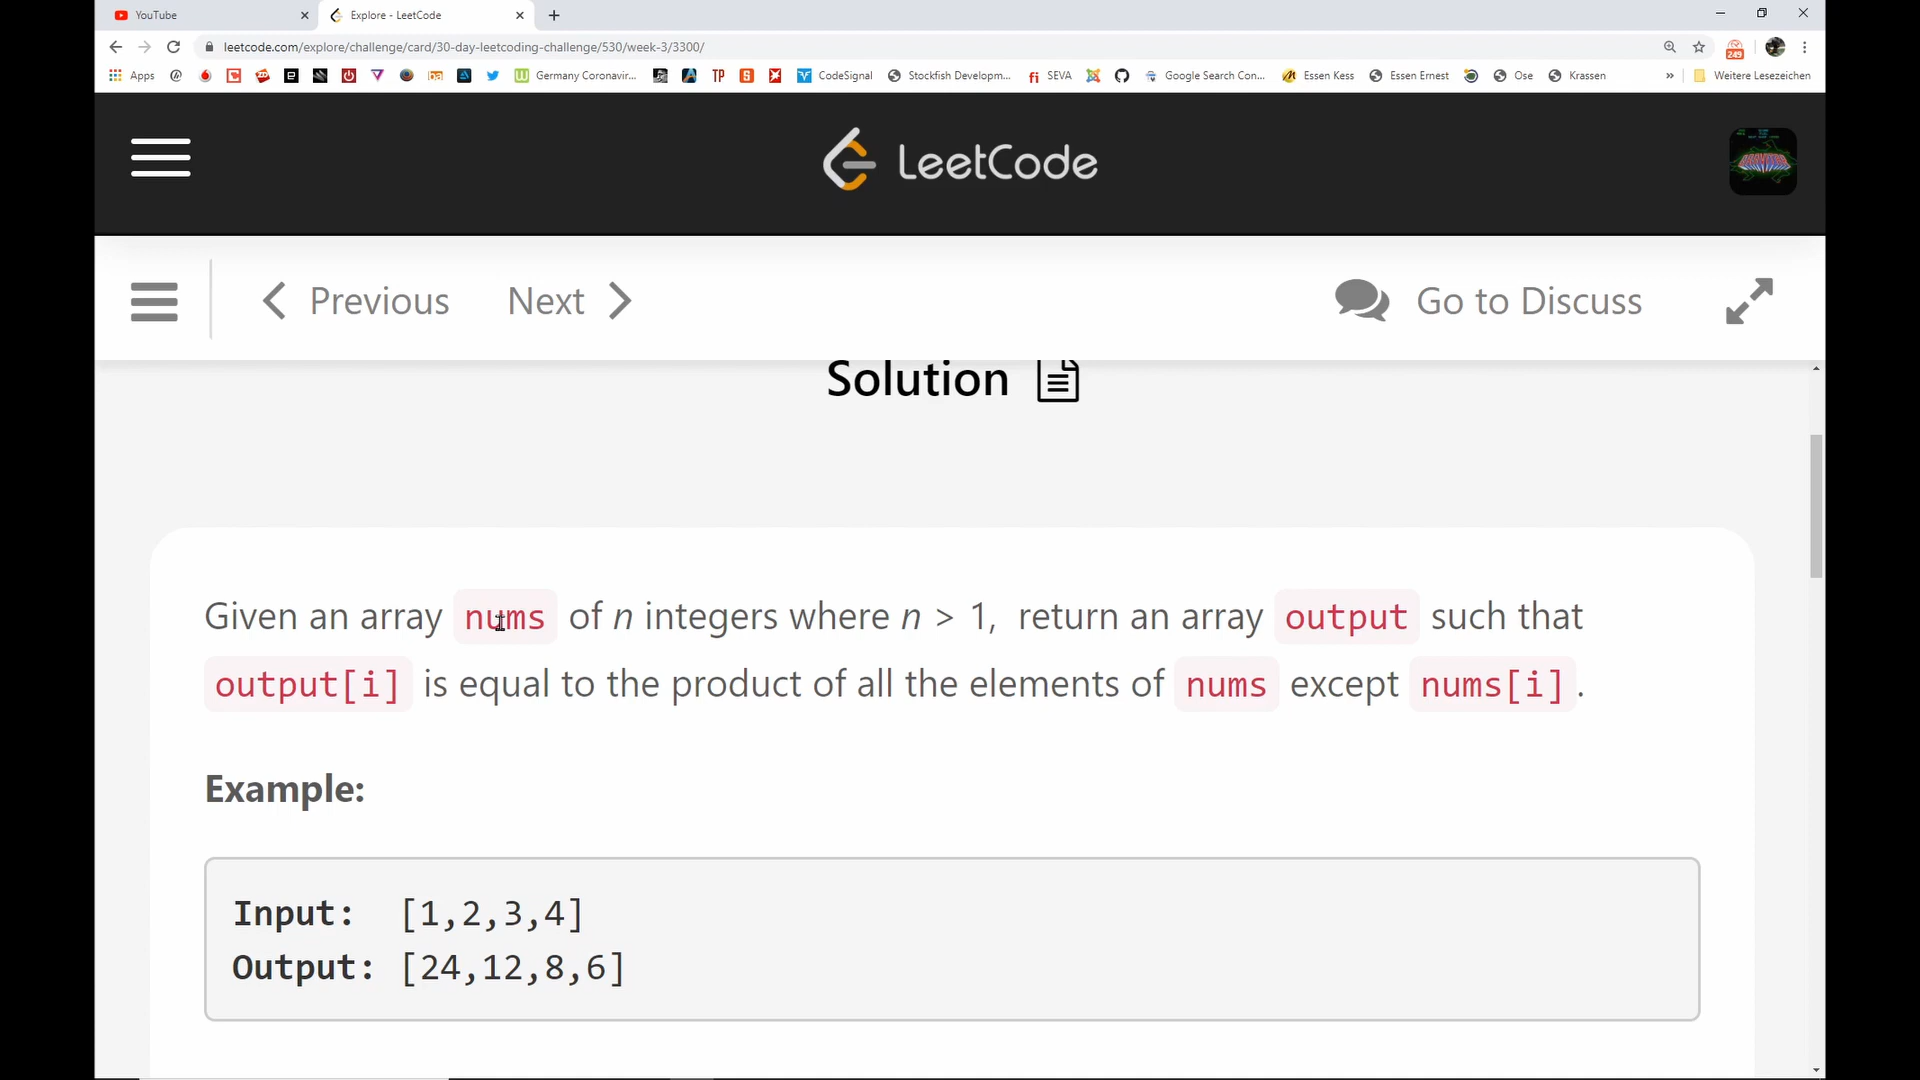 YouTube
Explore - LeetCode
leetcode.com/explore/challenge/card/30-day-leetcoding-challenge/530/week-3/3300/
249
Apps Germany Coronavir... TP CodeSignal Stockfish Developm... fi SEVA Google Search Con... Essen Kess Essen Ernest Ose Krassen » Weitere Lesezeichen
LeetCode
Previous Next Go to Discuss
Solution
Given an array nums of n integers where n > 1, return an array output such that
output[i] is equal to the product of all the elements of nums except nums[i].
Example:
Input: [1,2,3,4]
Output: [24,12,8,6]